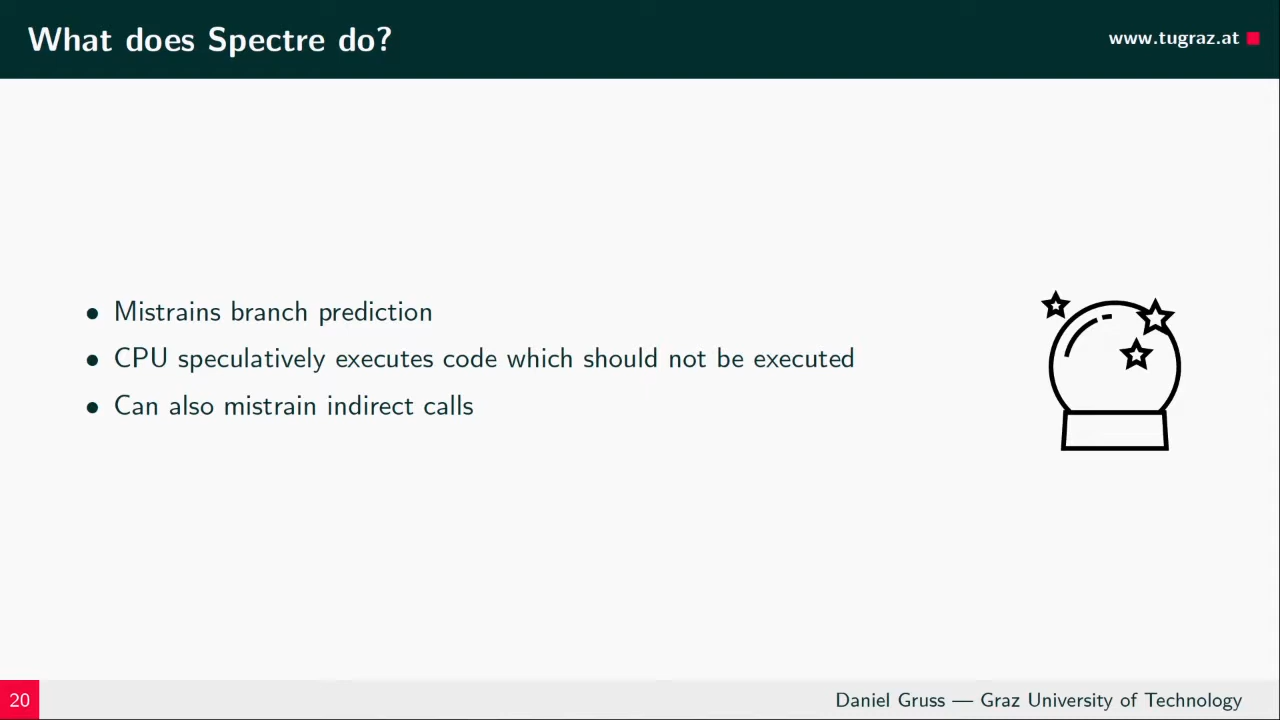 What does Spectre do?
www.tugraz.at
• Mistrains branch prediction
• CPU speculatively executes code which should not be executed
• Can also mistrain indirect calls
20
Daniel Gruss — Graz University of Technology